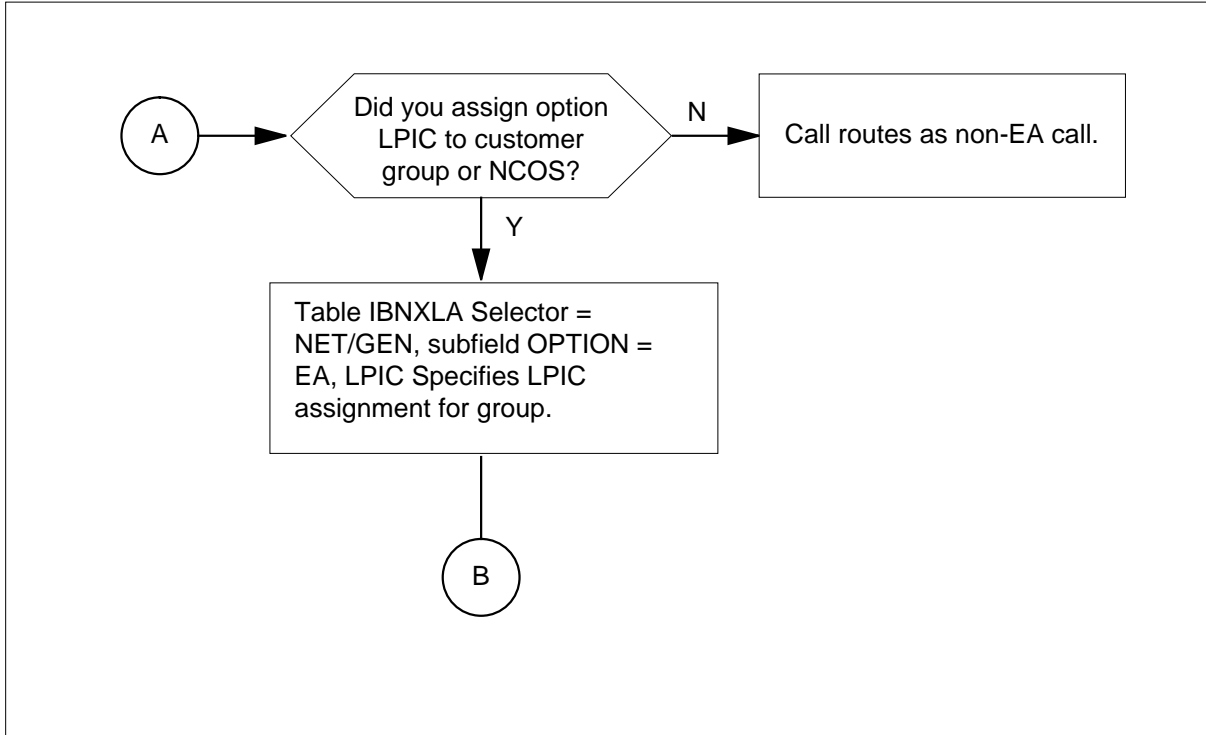 A
Did you assign option
LPIC to customer
group or NCOS?
N
Call routes as non-EA call.
Y
Table IBNXLA Selector =
NET/GEN, subfield OPTION =
EA, LPIC Specifies LPIC
assignment for group.
B